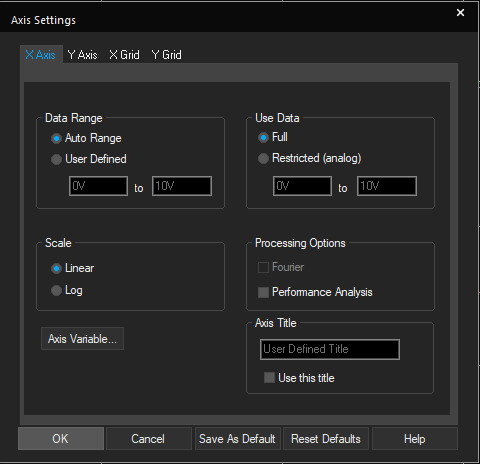 Axis Settings
X Axis Y Axis X Grid Y Grid
Data Range
Auto Range
User Defined
0V to 10V
Use Data
Full
Restricted (analog)
0V to 10V
Scale
Linear
Log
Processing Options
Fourier
Performance Analysis
Axis Variable...
Axis Title
User Defined Title
Use this title
OK Cancel Save As Default Reset Defaults Help